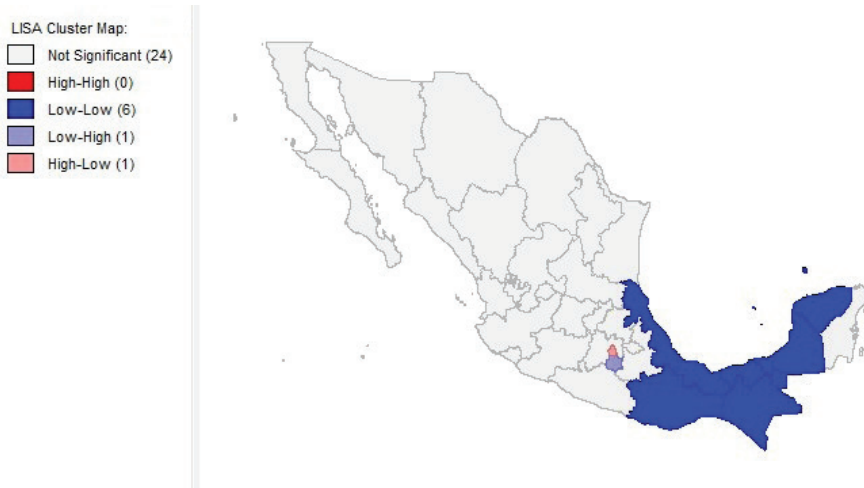 LISA Cluster Map:
Not Significant (24)
High-High (0)
Low-Low (6)
Low-High (1)
High-Low (1)